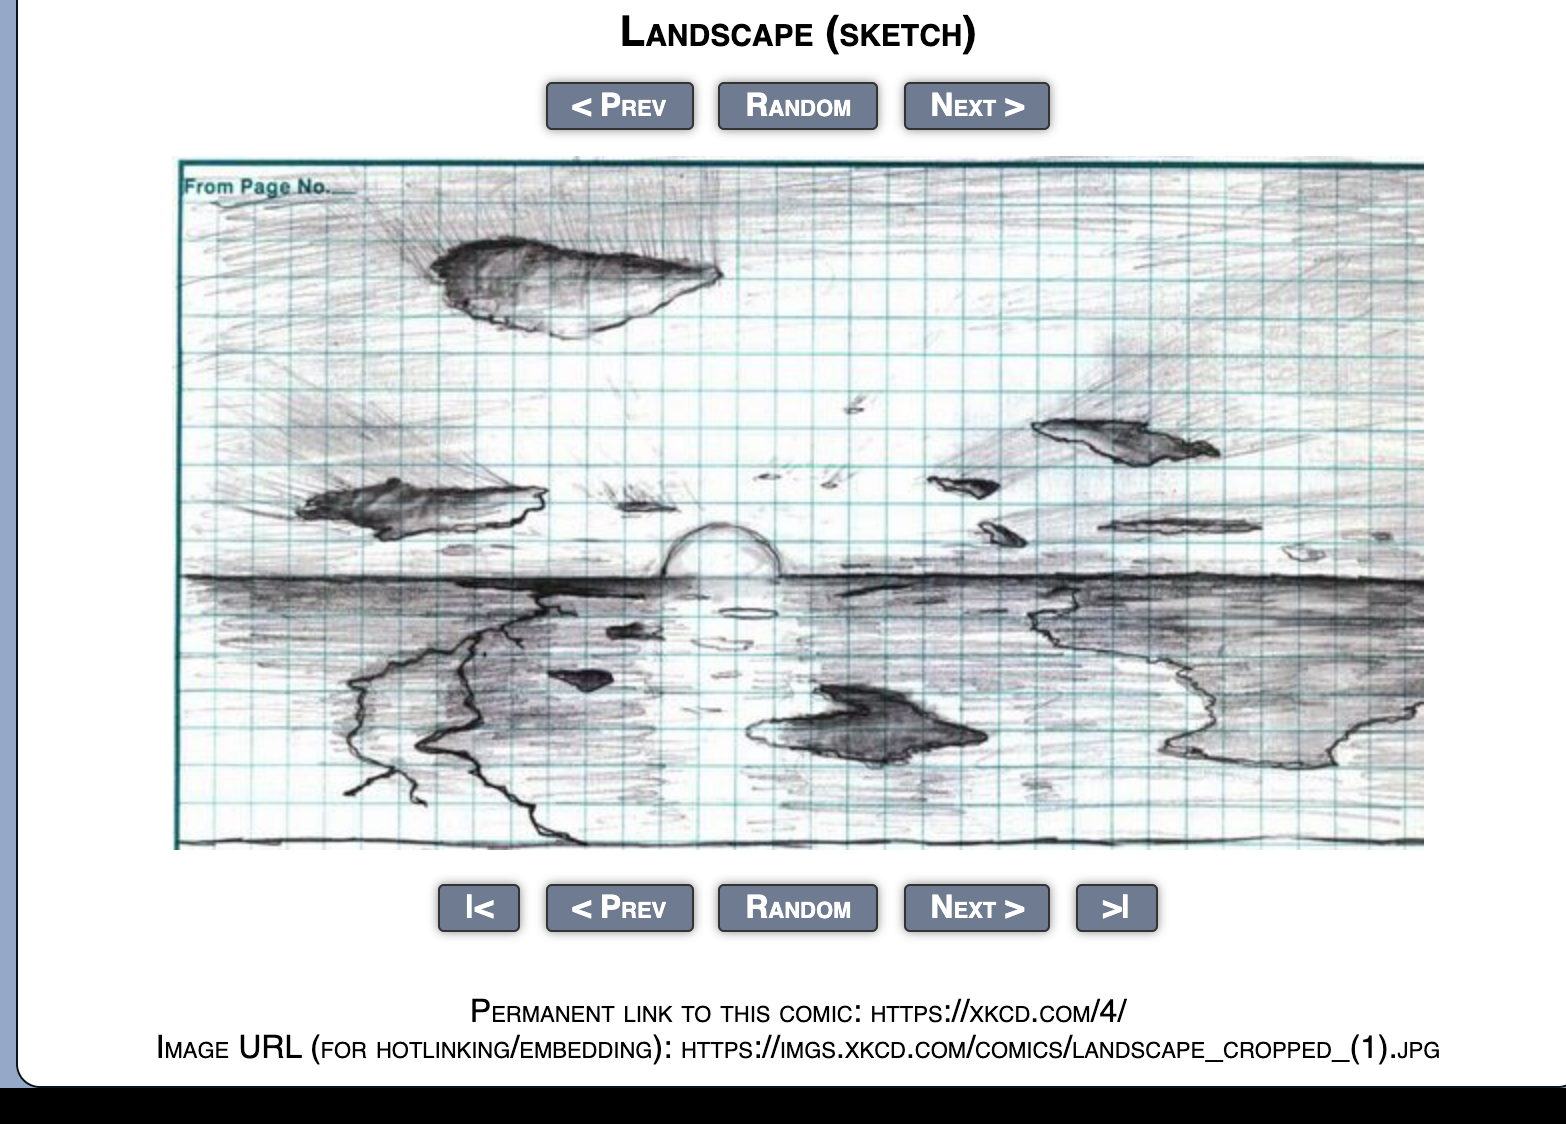 Landscape (sketch)
< Prev
Random
Next >
From Page No.
|<
< Prev
Random
Next >
>|
Permanent link to this comic: https://xkcd.com/4/
Image URL (for hotlinking/embedding): https://imgs.xkcd.com/comics/landscape_cropped_(1).jpg